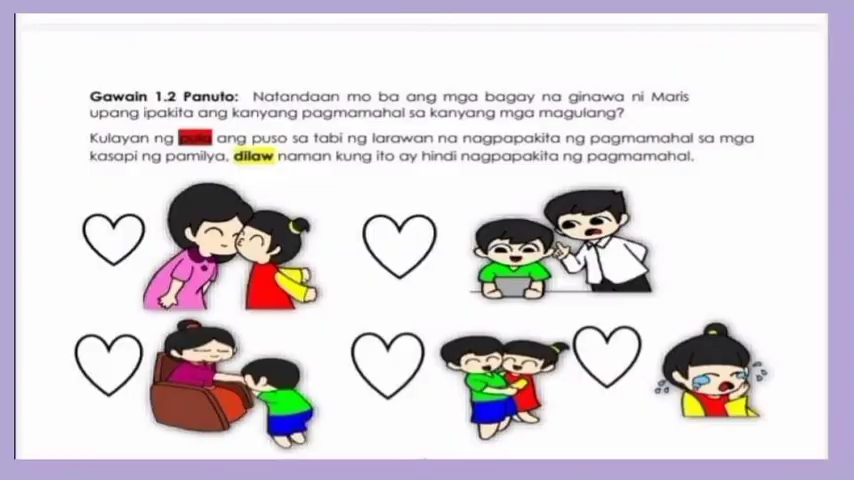 Gawain 1.2 Panuto: Natandaan mo ba ang mga bagay na ginawa ni Maris
upang ipakita ang kanyang pagmamahal sa kanyang mga magulang?
Kulayan ng pula ang puso sa tabi ng larawan na nagpapakita ng pagmamahal sa mga
kasapi ng pamilya, dilaw naman kung ito ay hindi nagpapakita ng pagmamahal.